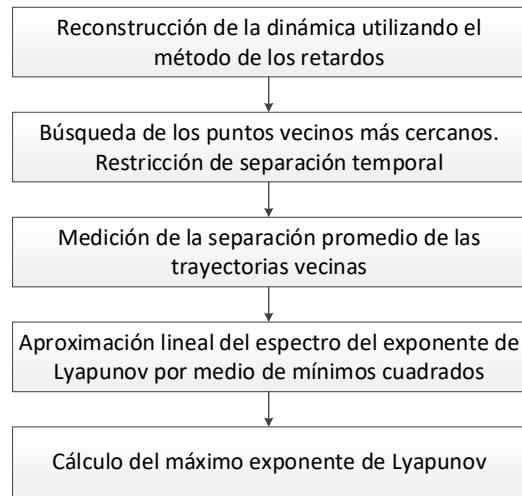 Reconstrucción de la dinámica utilizando el
método de los retardos
Búsqueda de los puntos vecinos más cercanos.
Restricción de separación temporal
Medición de la separación promedio de las
trayectorias vecinas
Aproximación lineal del espectro del exponente de
Lyapunov por medio de mínimos cuadrados
Cálculo del máximo exponente de Lyapunov